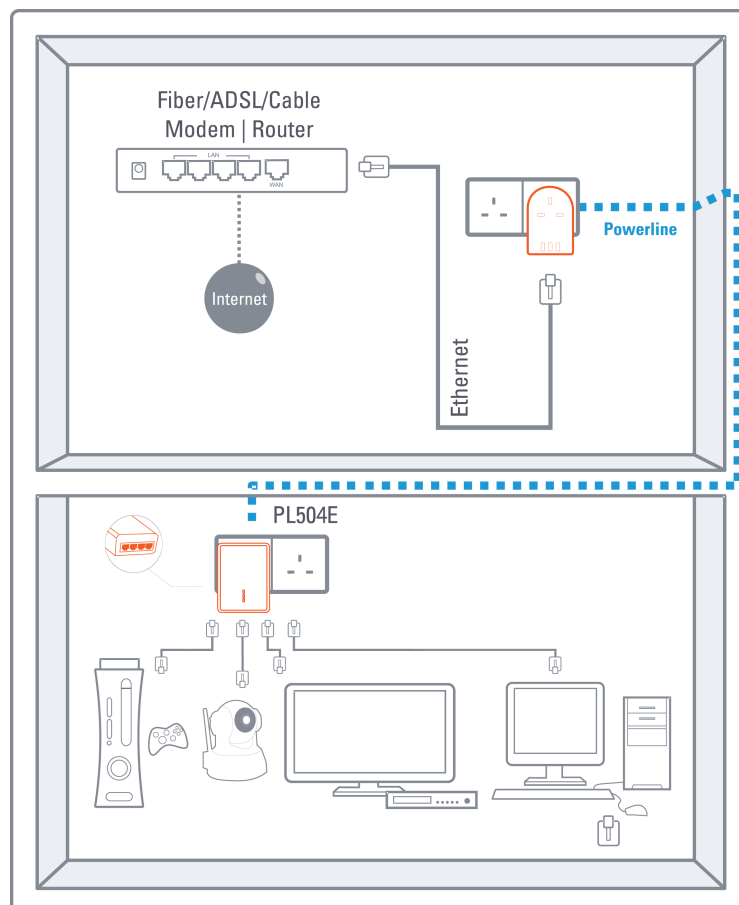 Fiber/ADSL/Cable
Modem | Router
LAN
WAN
Internet
Powerline
Ethernet
PL504E